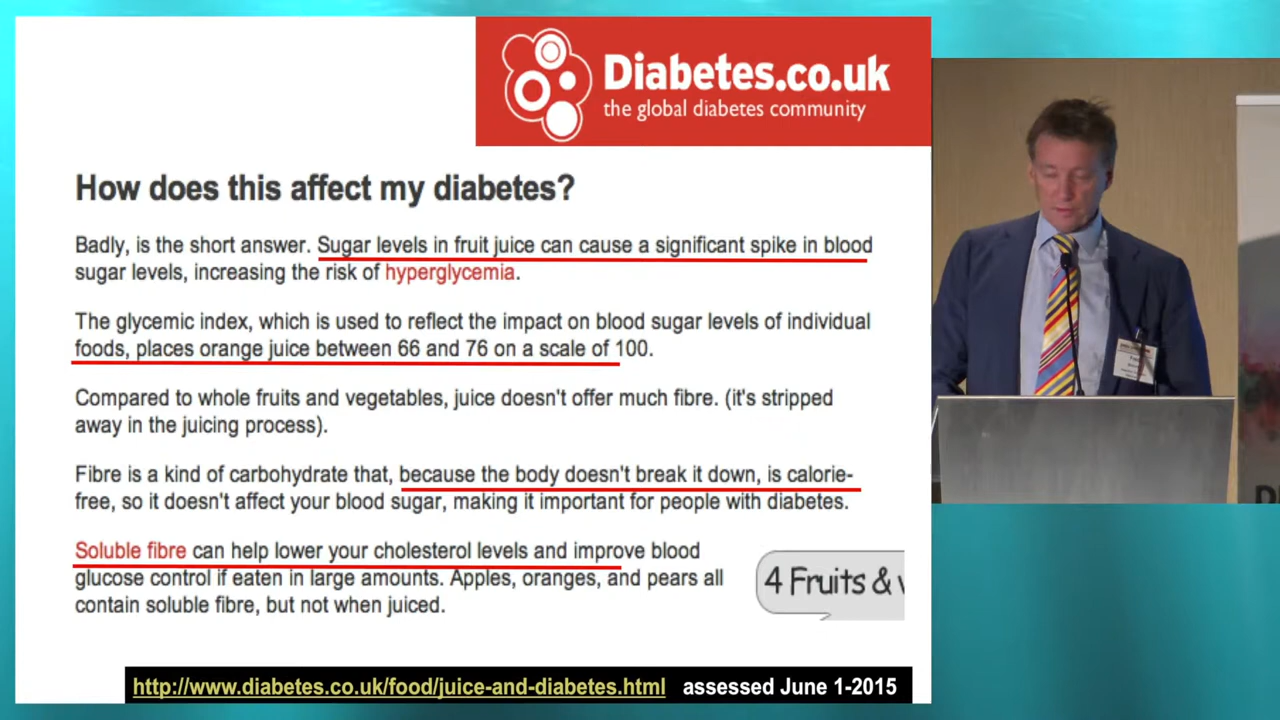 Diabetes.co.uk
the global diabetes community
How does this affect my diabetes?
Badly, is the short answer. Sugar levels in fruit juice can cause a significant spike in blood
sugar levels, increasing the risk of hyperglycemia.
The glycemic index, which is used to reflect the impact on blood sugar levels of individual
foods, places orange juice between 66 and 76 on a scale of 100.
Compared to whole fruits and vegetables, juice doesn't offer much fibre. (it's stripped
away in the juicing process).
Fibre is a kind of carbohydrate that, because the body doesn't break it down, is calorie-
free, so it doesn't affect your blood sugar, making it important for people with diabetes.
Soluble fibre can help lower your cholesterol levels and improve blood
glucose control if eaten in large amounts. Apples, oranges, and pears all
contain soluble fibre, but not when juiced.
4 Fruits &
http://www.diabetes.co.uk/food/juice-and-diabetes.html assessed June 1-2015